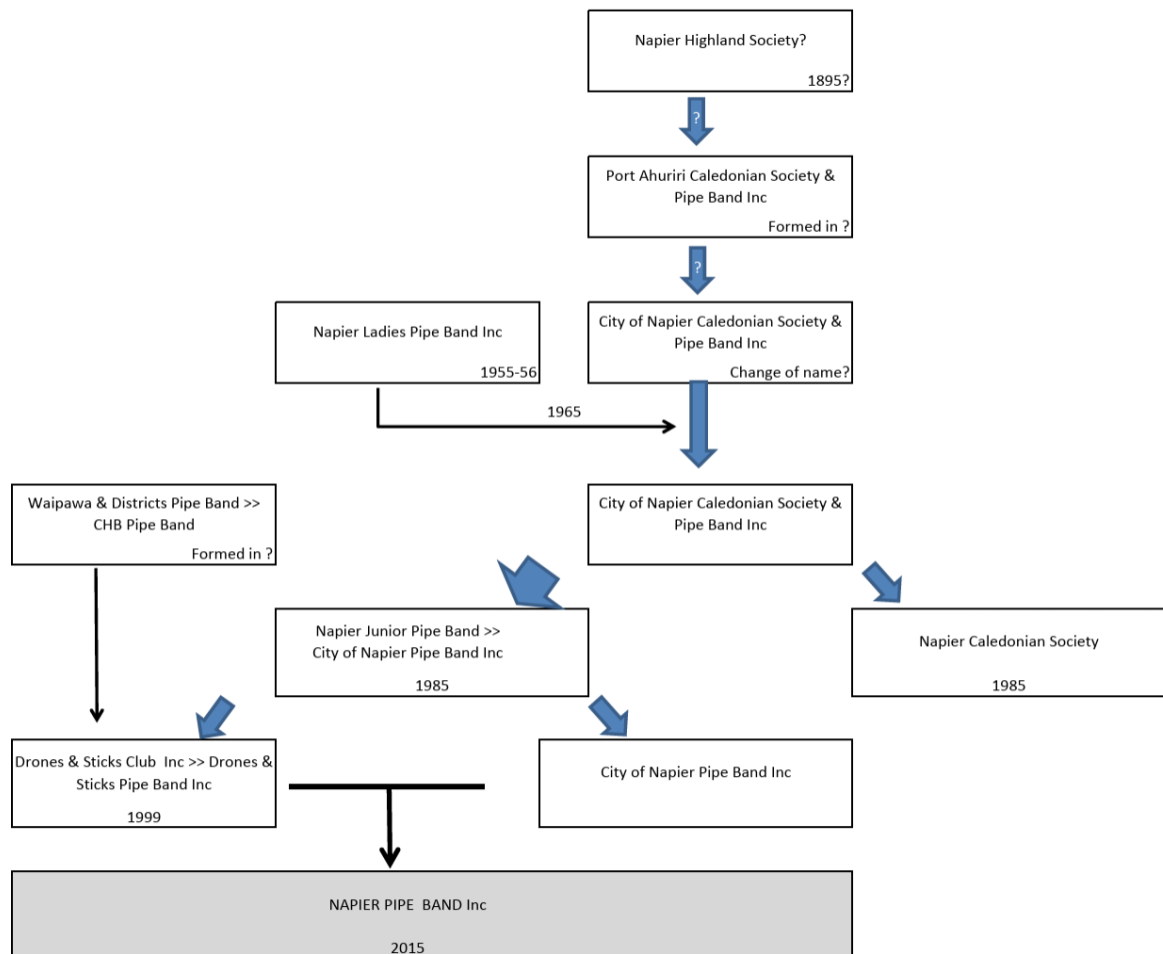 Napier Highland Society?
1895?
?
Port Ahuriri Caledonian Society &
Pipe Band Inc
Formed in ?
?
Napier Ladies Pipe Band Inc
1955-56
City of Napier Caledonian Society &
Pipe Band Inc
Change of name?
1965
Waipawa & Districts Pipe Band >>
CHB Pipe Band
Formed in ?
City of Napier Caledonian Society &
Pipe Band Inc
Napier Junior Pipe Band >>
City of Napier Pipe Band Inc
1985
Napier Caledonian Society
1985
Drones & Sticks Club  Inc >> Drones &
Sticks Pipe Band Inc
1999
City of Napier Pipe Band Inc
NAPIER PIPE  BAND Inc
2015